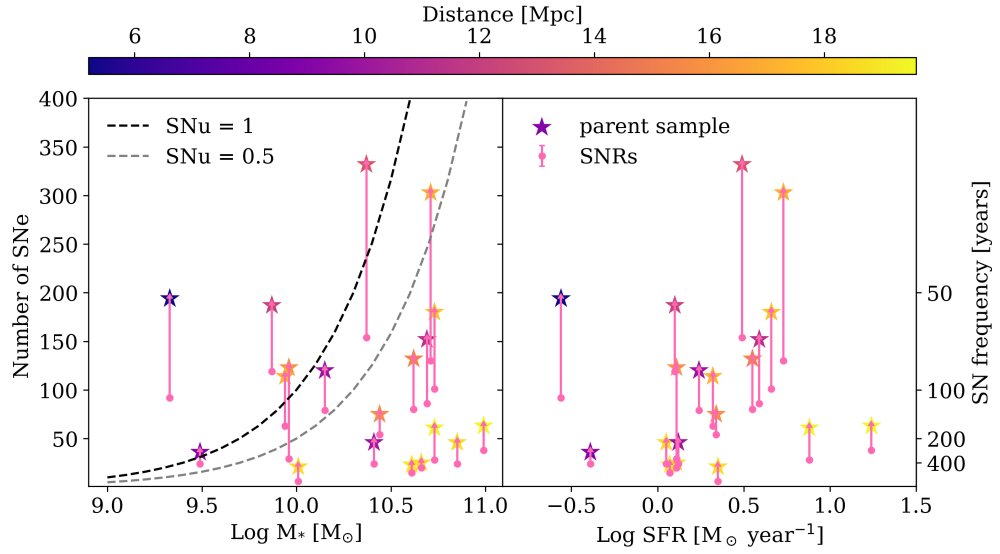 Distance [Mpc]
6 8 10 12 14 16 18
400
350
300
250
200
150
100
50
Number of SNe
SNu = 1
SNu = 0.5
9.0 9.5 10.0 10.5 11.0
Log M* [M⊙]
parent sample
SNRs
50
100
200
400
SN frequency [years]
−0.5 0.0 0.5 1.0 1.5
Log SFR [M⊙ year⁻¹]